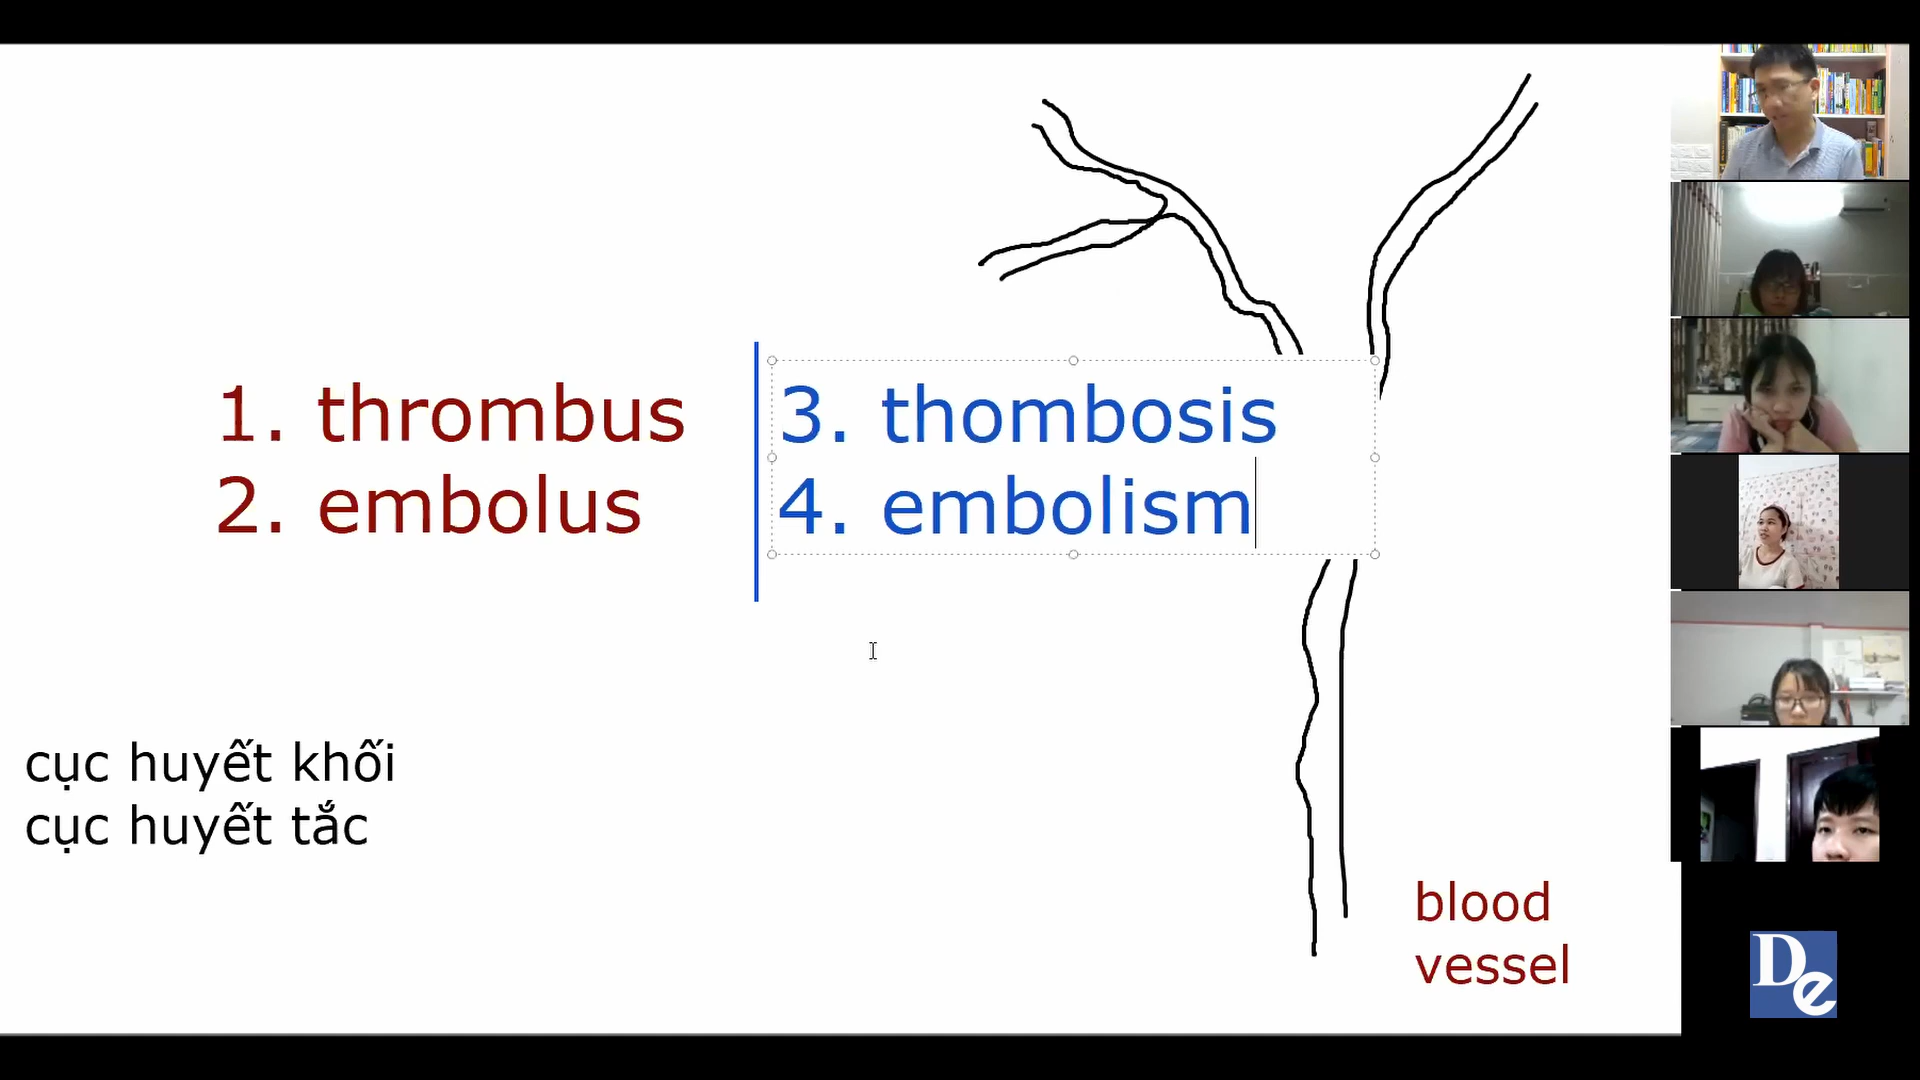 1. thrombus
2. embolus
3. thombosis
4. embolism
cục huyết khối
cục huyết tắc
blood
vessel
De